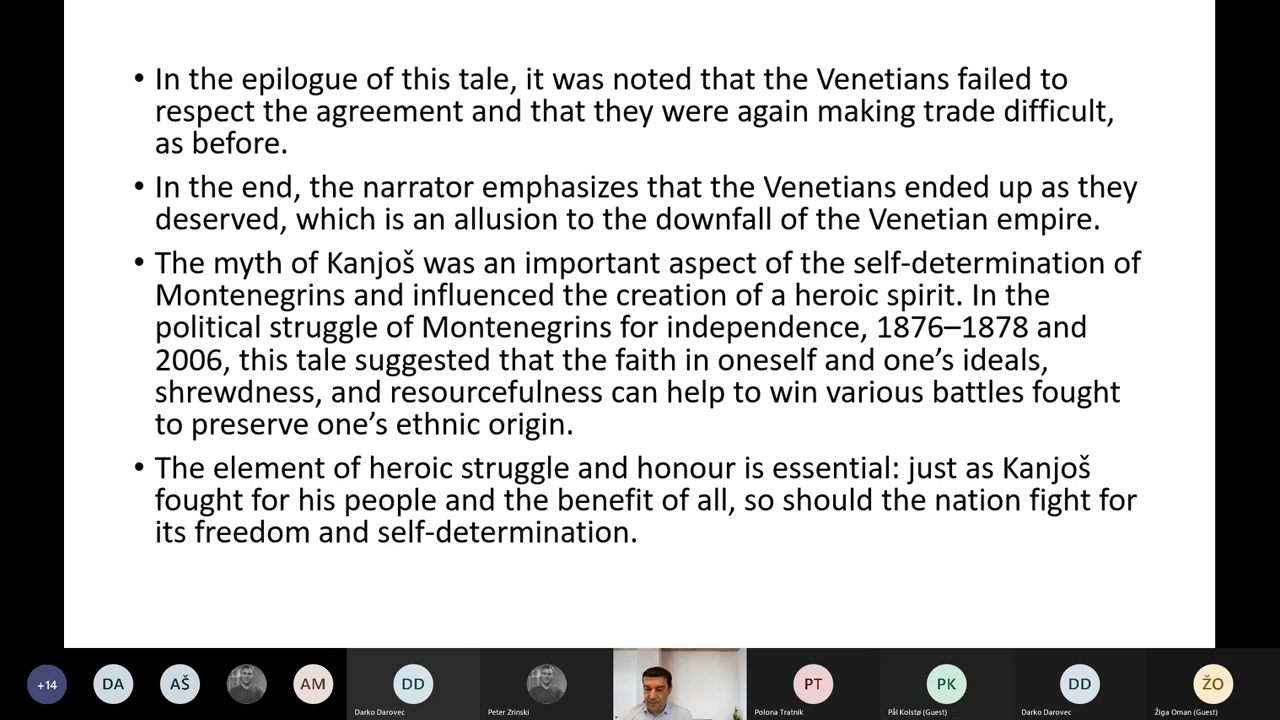 • In the epilogue of this tale, it was noted that the Venetians failed to
respect the agreement and that they were again making trade difficult,
as before.
• In the end, the narrator emphasizes that the Venetians ended up as they
deserved, which is an allusion to the downfall of the Venetian empire.
• The myth of Kanjoš was an important aspect of the self-determination of
Montenegrins and influenced the creation of a heroic spirit. In the
political struggle of Montenegrins for independence, 1876–1878 and
2006, this tale suggested that the faith in oneself and one’s ideals,
shrewdness, and resourcefulness can help to win various battles fought
to preserve one’s ethnic origin.
• The element of heroic struggle and honour is essential: just as Kanjoš
fought for his people and the benefit of all, so should the nation fight for
its freedom and self-determination.
+14 DA AŠ AM DD PT PK DD ŽO
Darko Darovec Peter Zrinski Polona Tratnik Pål Kolstø (Guest) Darko Darovec Žiga Oman (Guest)